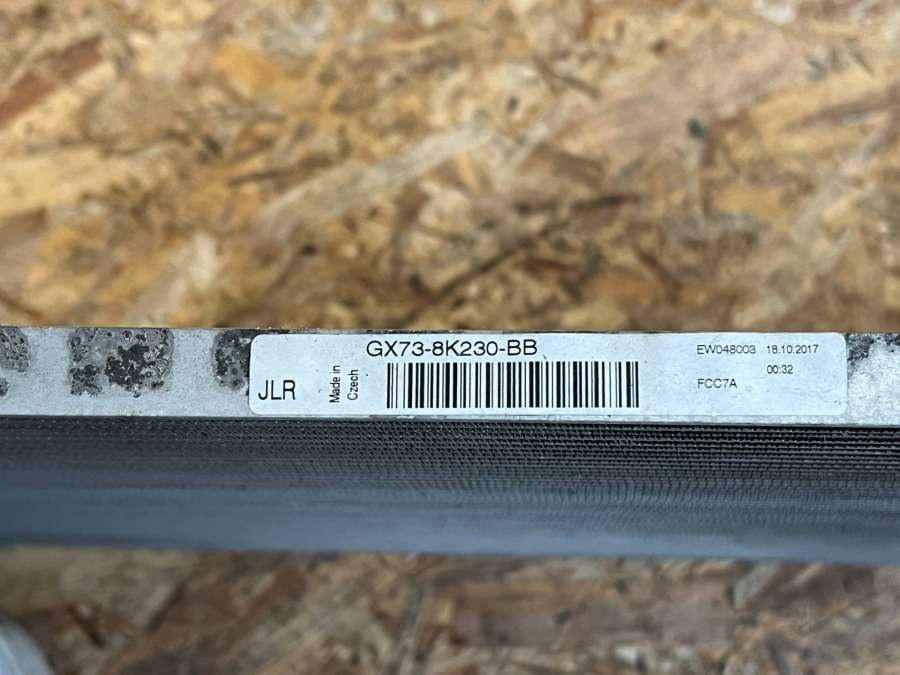 GX73-8K230-BB
JLR
Made in
Czech
EW048003 18.10.2017
00:32
FCC7A